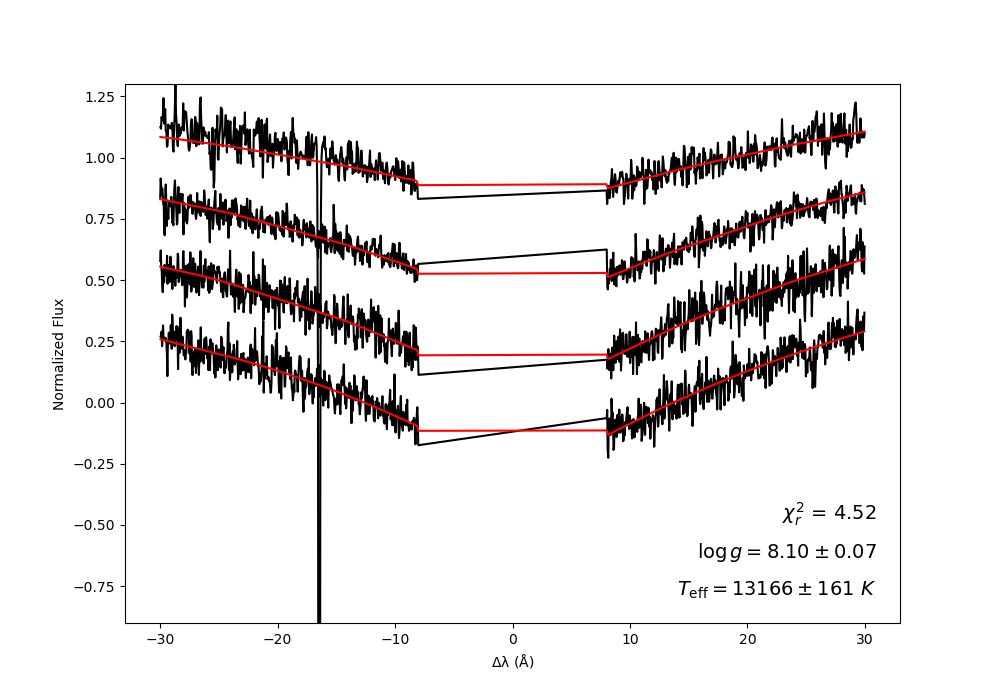 1.25
1.00
0.75
0.50
0.25
0.00
−0.25
−0.50
−0.75
Normalized Flux
χ²ᵣ = 4.52
log g = 8.10 ± 0.07
T_eff = 13166 ± 161 K
−30 −20 −10 0 10 20 30
Δλ (Å)